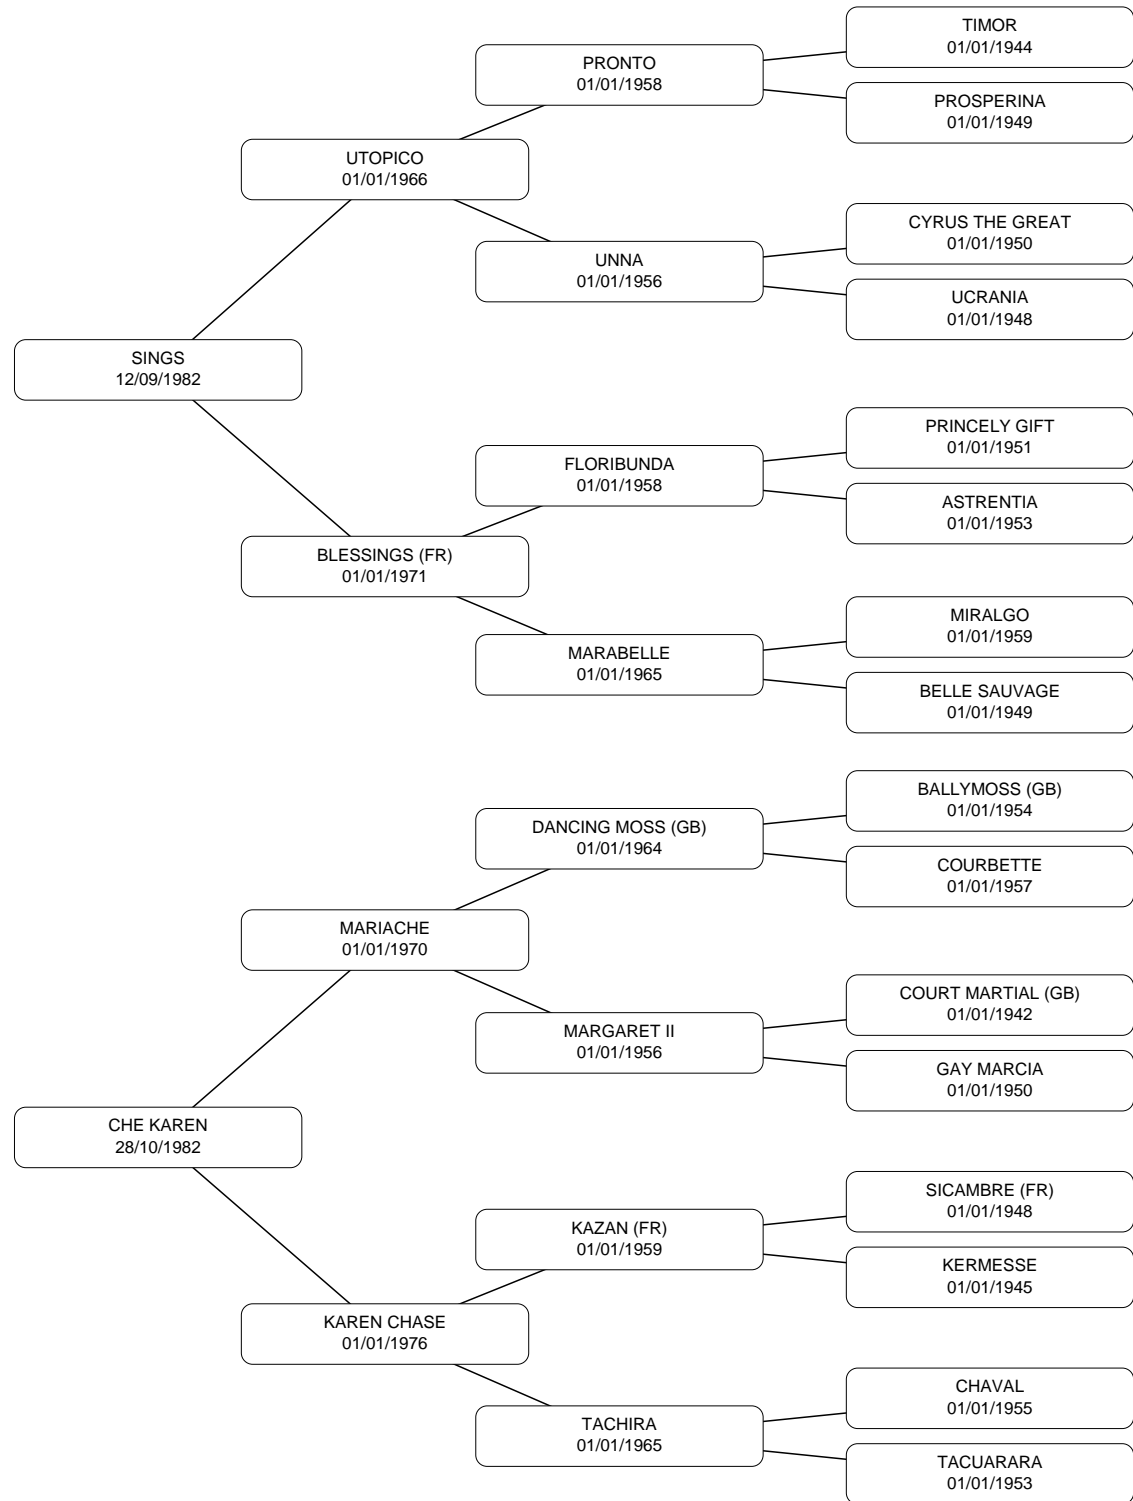 TIMOR
01/01/1944
PRONTO
01/01/1958
PROSPERINA
01/01/1949
UTOPICO
01/01/1966
CYRUS THE GREAT
01/01/1950
UNNA
01/01/1956
UCRANIA
01/01/1948
SINGS
12/09/1982
PRINCELY GIFT
01/01/1951
FLORIBUNDA
01/01/1958
ASTRENTIA
01/01/1953
BLESSINGS (FR)
01/01/1971
MIRALGO
01/01/1959
MARABELLE
01/01/1965
BELLE SAUVAGE
01/01/1949
BALLYMOSS (GB)
01/01/1954
DANCING MOSS (GB)
01/01/1964
COURBETTE
01/01/1957
MARIACHE
01/01/1970
COURT MARTIAL (GB)
01/01/1942
MARGARET II
01/01/1956
GAY MARCIA
01/01/1950
CHE KAREN
28/10/1982
SICAMBRE (FR)
01/01/1948
KAZAN (FR)
01/01/1959
KERMESSE
01/01/1945
KAREN CHASE
01/01/1976
CHAVAL
01/01/1955
TACHIRA
01/01/1965
TACUARARA
01/01/1953